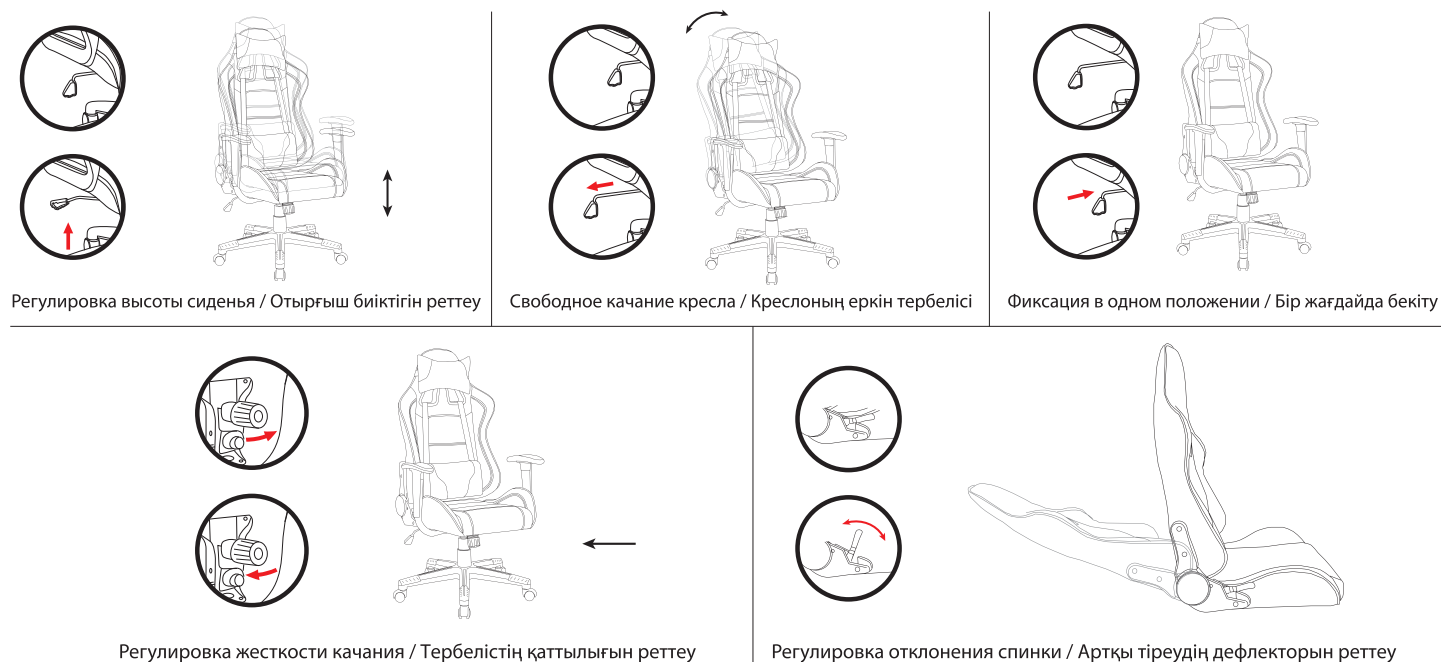 Регулировка высоты сиденья / Отырғыш биіктігін реттеу
Свободное качание кресла / Креслоның еркін тербелісі
Фиксация в одном положении / Бір жағдайда бекіту
Регулировка жесткости качания / Тербелістің қаттылығын реттеу
Регулировка отклонения спинки / Артқы тіреудің дефлекторын реттеу